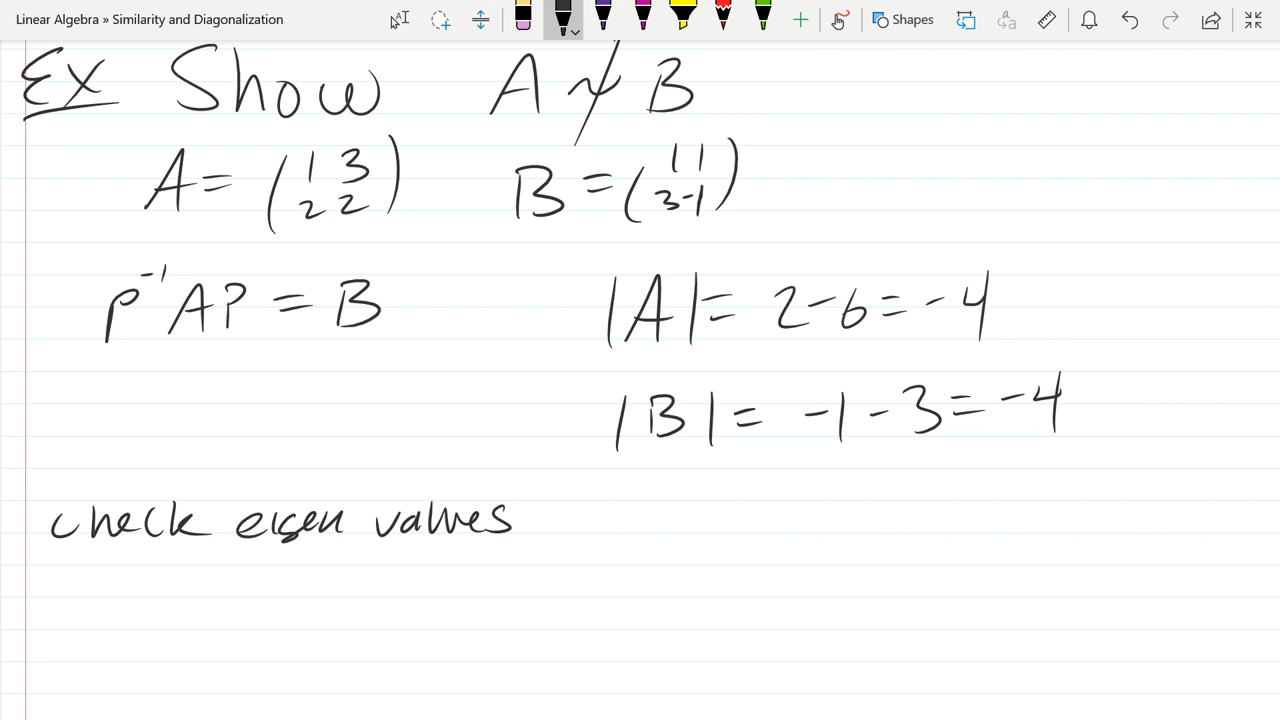 Linear Algebra » Similarity and Diagonalization
Shapes
Ex Show A ≁ B
A = (1 3
2 2) B = (1 1
3 -1)
P⁻¹AP = B |A| = 2 - 6 = -4
|B| = -1 - 3 = -4
check eigen values